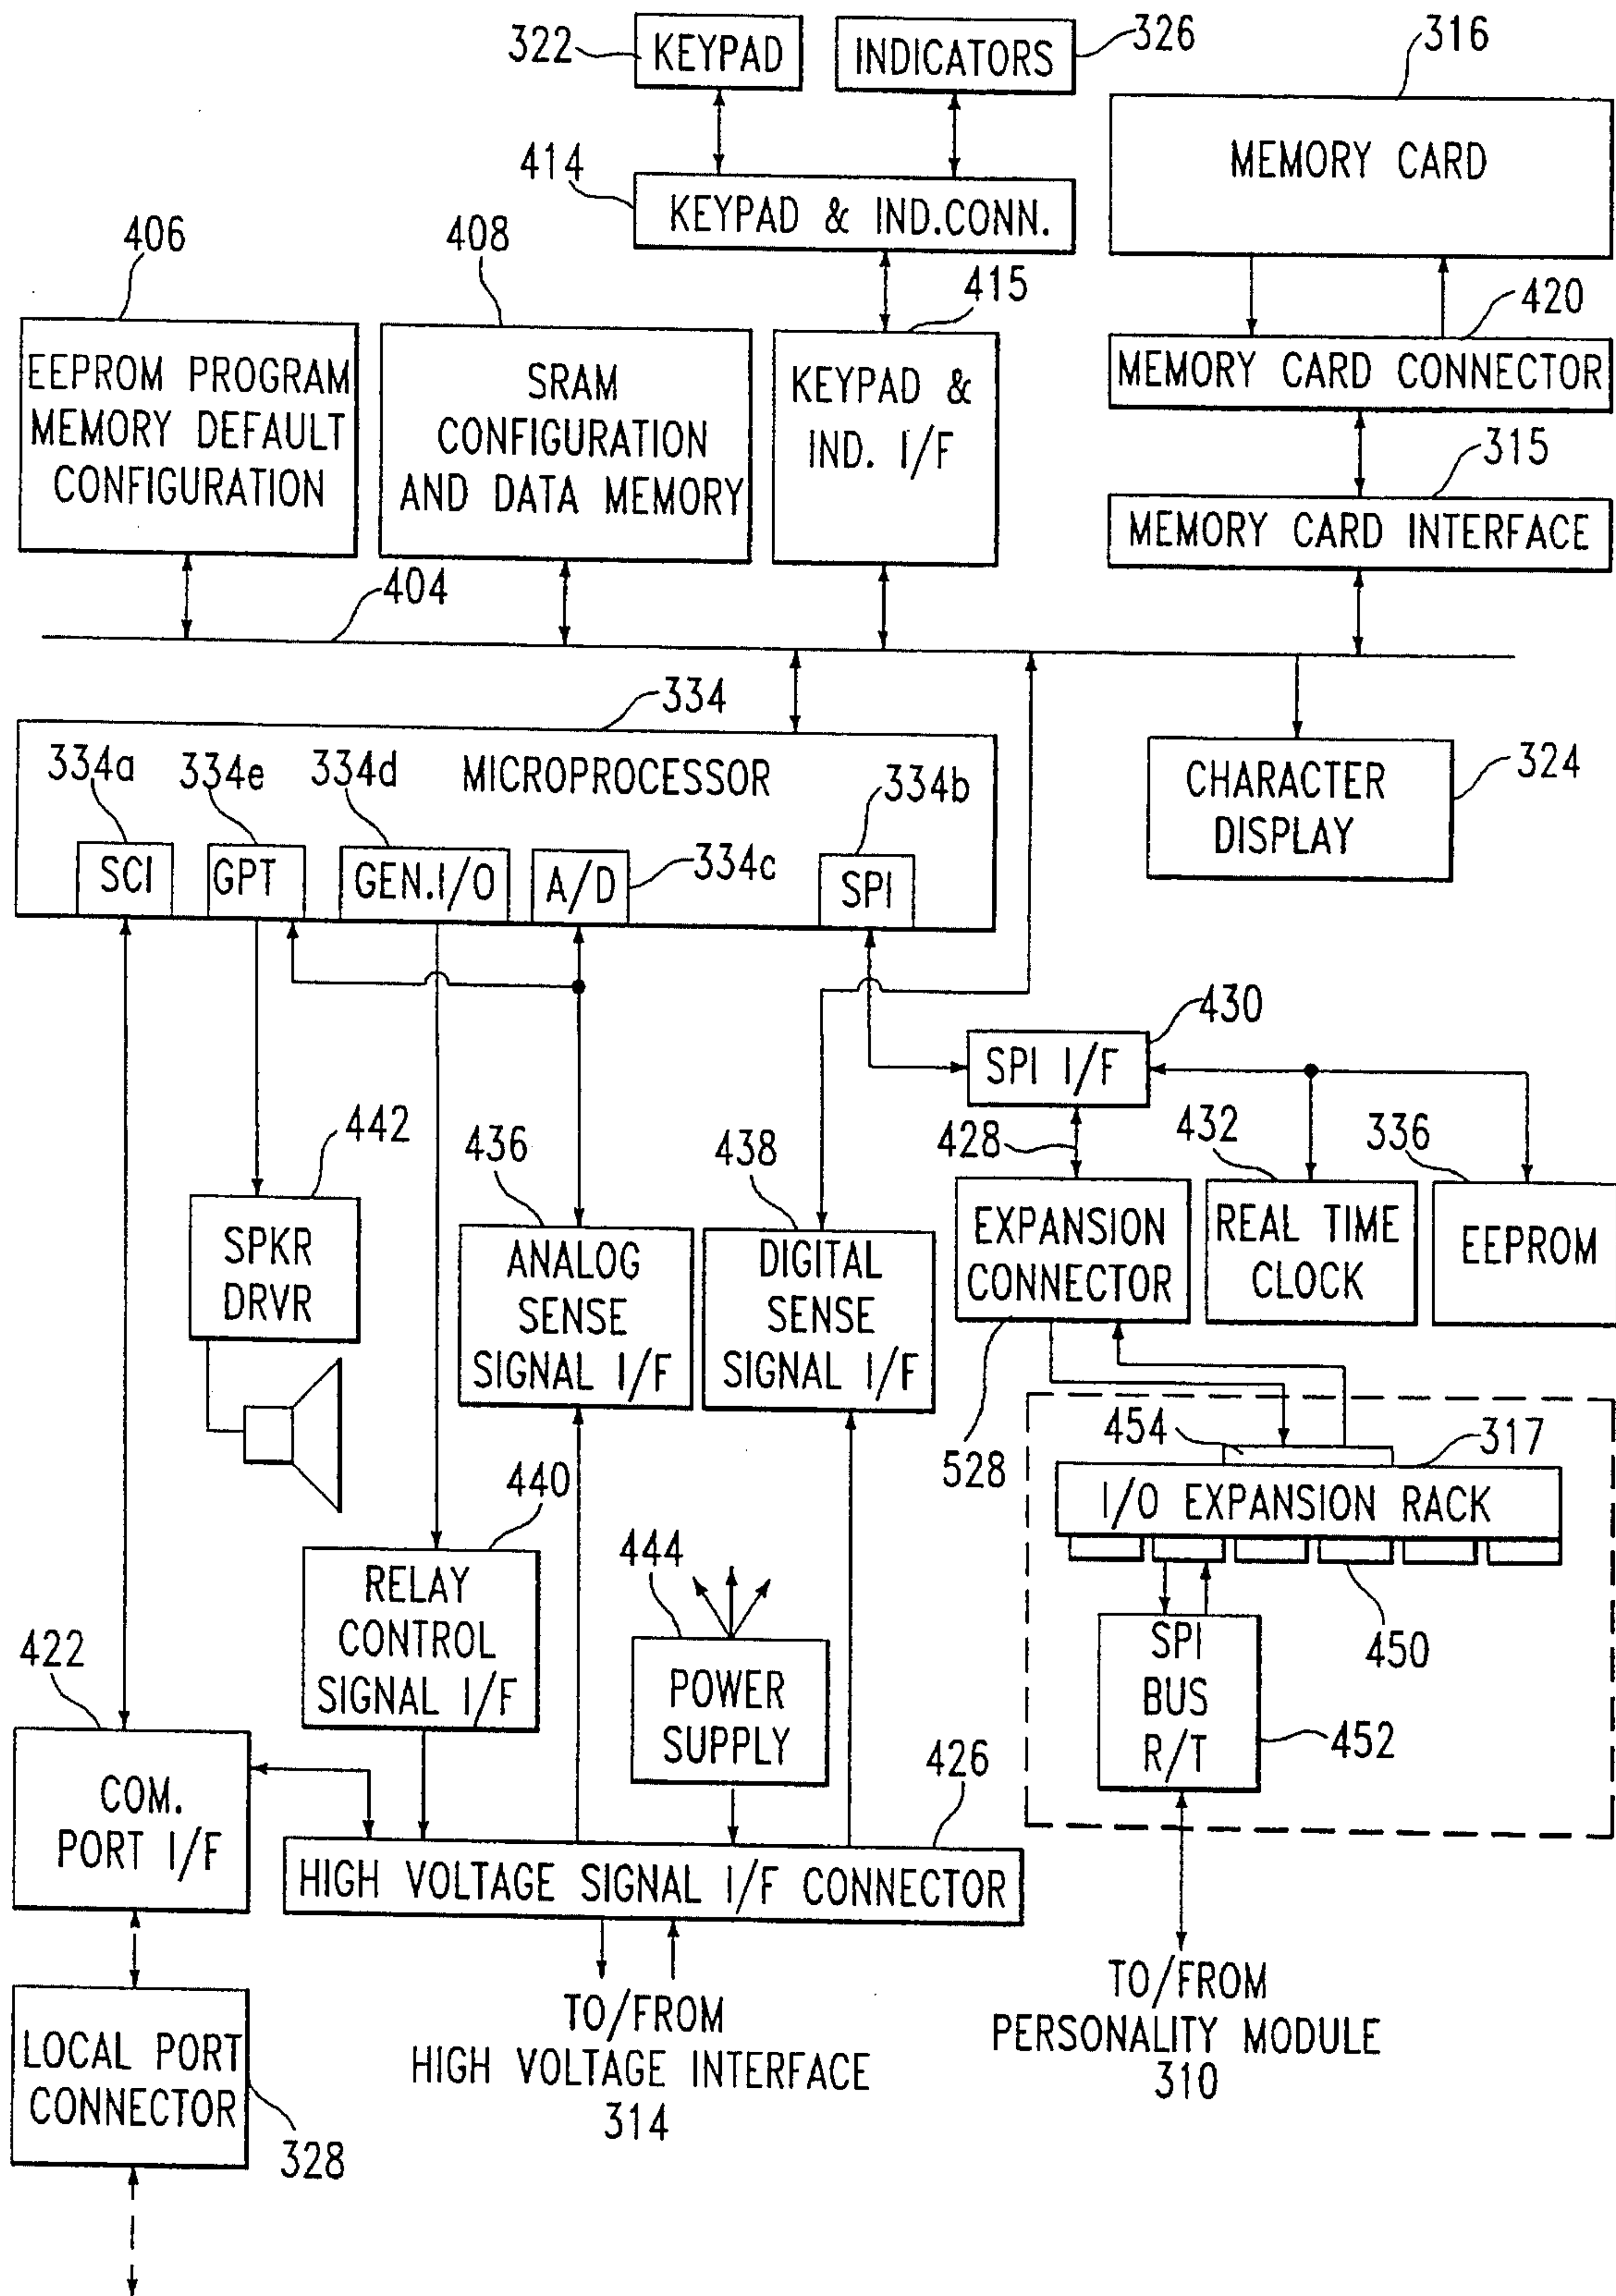 322
KEYPAD
INDICATORS
326
316
MEMORY CARD
414
KEYPAD & IND.CONN.
406
408
415
420
EEPROM PROGRAM
MEMORY DEFAULT
CONFIGURATION
SRAM
CONFIGURATION
AND DATA MEMORY
KEYPAD &
IND. I/F
MEMORY CARD CONNECTOR
315
MEMORY CARD INTERFACE
404
334
334a
334e
334d
MICROPROCESSOR
334b
SCI
GPT
GEN.I/O
A/D
334c
SPI
CHARACTER
DISPLAY
324
430
SPI I/F
442
436
438
428
432
336
SPKR
DRVR
ANALOG
SENSE
SIGNAL I/F
DIGITAL
SENSE
SIGNAL I/F
EXPANSION
CONNECTOR
REAL TIME
CLOCK
EEPROM
528
454
317
I/O EXPANSION RACK
440
444
RELAY
CONTROL
SIGNAL I/F
450
SPI
BUS
R/T
452
422
POWER
SUPPLY
426
COM.
PORT I/F
HIGH VOLTAGE SIGNAL I/F CONNECTOR
TO/FROM
HIGH VOLTAGE INTERFACE
314
TO/FROM
PERSONALITY MODULE
310
LOCAL PORT
CONNECTOR
328